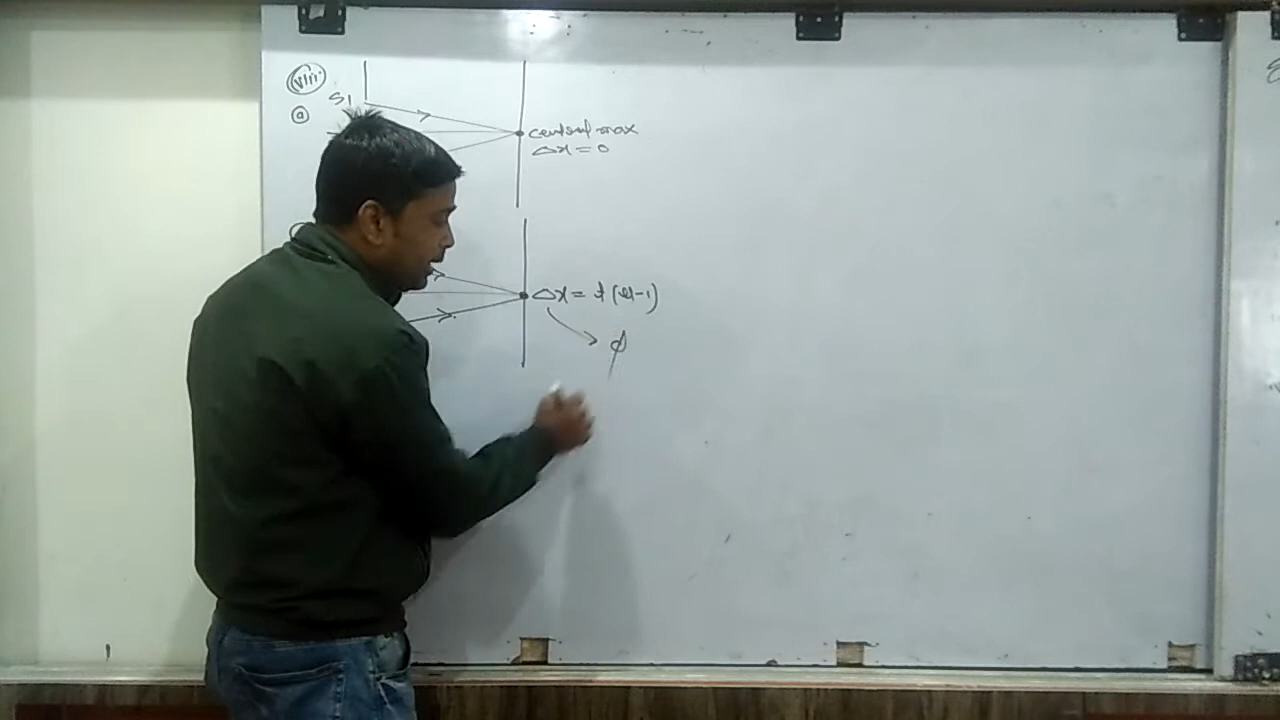 (viii)
(a) S1
central max
Δx = 0
Δx = t (μ-1)
φ